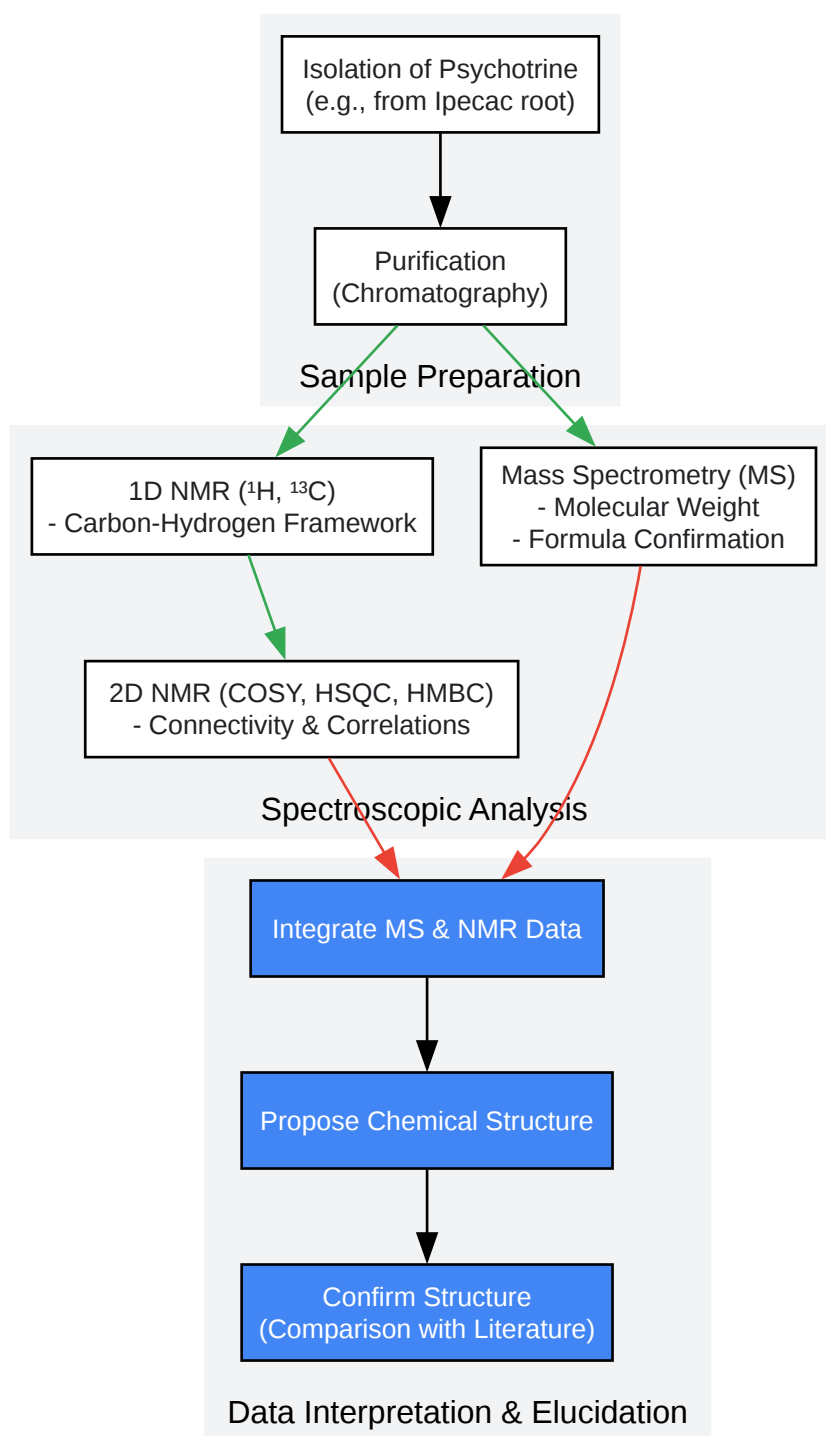 Isolation of Psychotrine
(e.g., from Ipecac root)
Purification
(Chromatography)
Sample Preparation
1D NMR (¹H, ¹³C)
- Carbon-Hydrogen Framework
Mass Spectrometry (MS)
- Molecular Weight
- Formula Confirmation
2D NMR (COSY, HSQC, HMBC)
- Connectivity & Correlations
Spectroscopic Analysis
Integrate MS & NMR Data
Propose Chemical Structure
Confirm Structure
(Comparison with Literature)
Data Interpretation & Elucidation